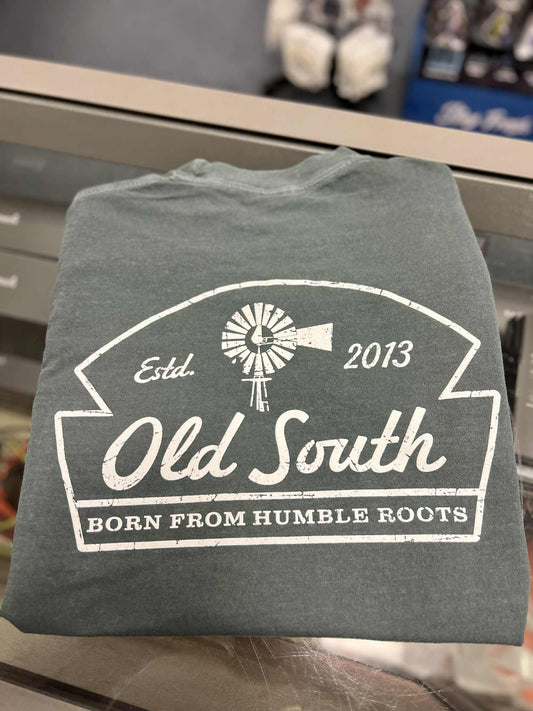 Estd. 2013
Old South
BORN FROM HUMBLE ROOTS